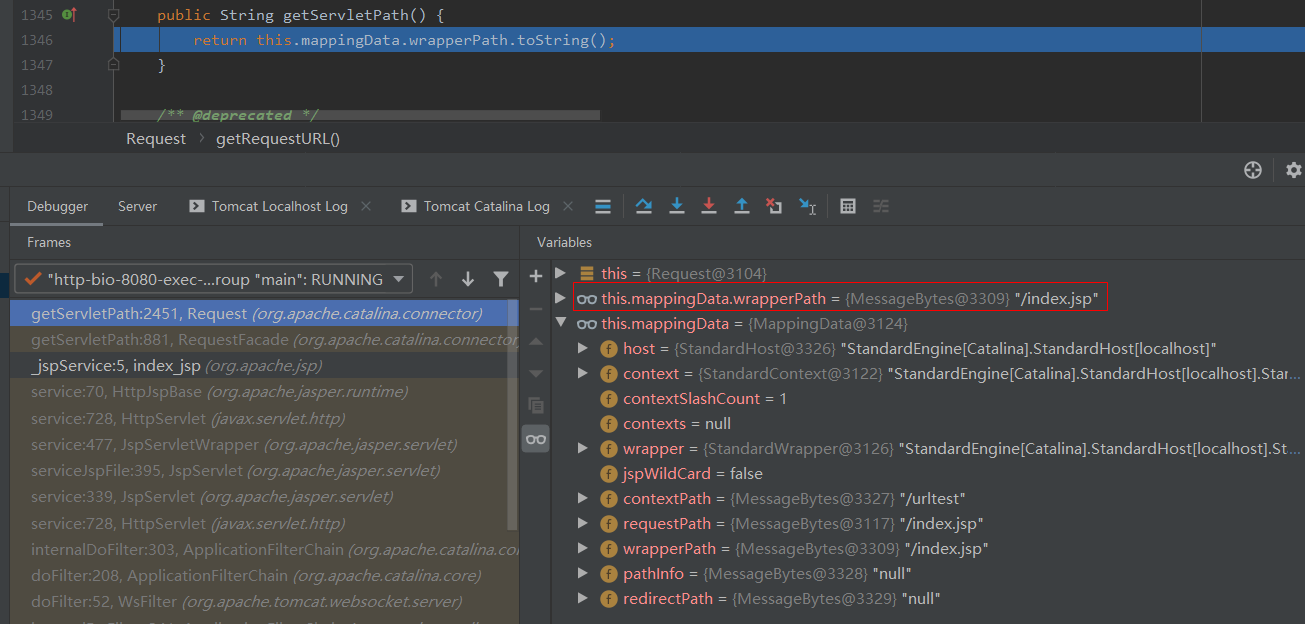 1345 public String getServletPath() {
1346 return this.mappingData.wrapperPath.toString();
1347 }
1348
1349 /** @deprecated */
Request > getRequestURL()
Debugger Server Tomcat Localhost Log Tomcat Catalina Log
Frames
"http-bio-8080-exec-...roup "main": RUNNING
getServletPath:2451, Request (org.apache.catalina.connector)
getServletPath:881, RequestFacade (org.apache.catalina.connector
_jspService:5, index_jsp (org.apache.jsp)
service:70, HttpJspBase (org.apache.jasper.runtime)
service:728, HttpServlet (javax.servlet.http)
service:477, JspServletWrapper (org.apache.jasper.servlet)
serviceJspFile:395, JspServlet (org.apache.jasper.servlet)
service:339, JspServlet (org.apache.jasper.servlet)
service:728, HttpServlet (javax.servlet.http)
internalDoFilter:303, ApplicationFilterChain (org.apache.catalina.co
doFilter:208, ApplicationFilterChain (org.apache.catalina.core)
doFilter:52, WsFilter (org.apache.tomcat.websocket.server)
Variables
this = {Request@3104}
this.mappingData.wrapperPath = {MessageBytes@3309} "/index.jsp"
this.mappingData = {MappingData@3124}
host = {StandardHost@3326} "StandardEngine[Catalina].StandardHost[localhost]"
context = {StandardContext@3122} "StandardEngine[Catalina].StandardHost[localhost].Star...
contextSlashCount = 1
contexts = null
wrapper = {StandardWrapper@3126} "StandardEngine[Catalina].StandardHost[localhost].St...
jspWildCard = false
contextPath = {MessageBytes@3327} "/urltest"
requestPath = {MessageBytes@3117} "/index.jsp"
wrapperPath = {MessageBytes@3309} "/index.jsp"
pathInfo = {MessageBytes@3328} "null"
redirectPath = {MessageBytes@3329} "null"